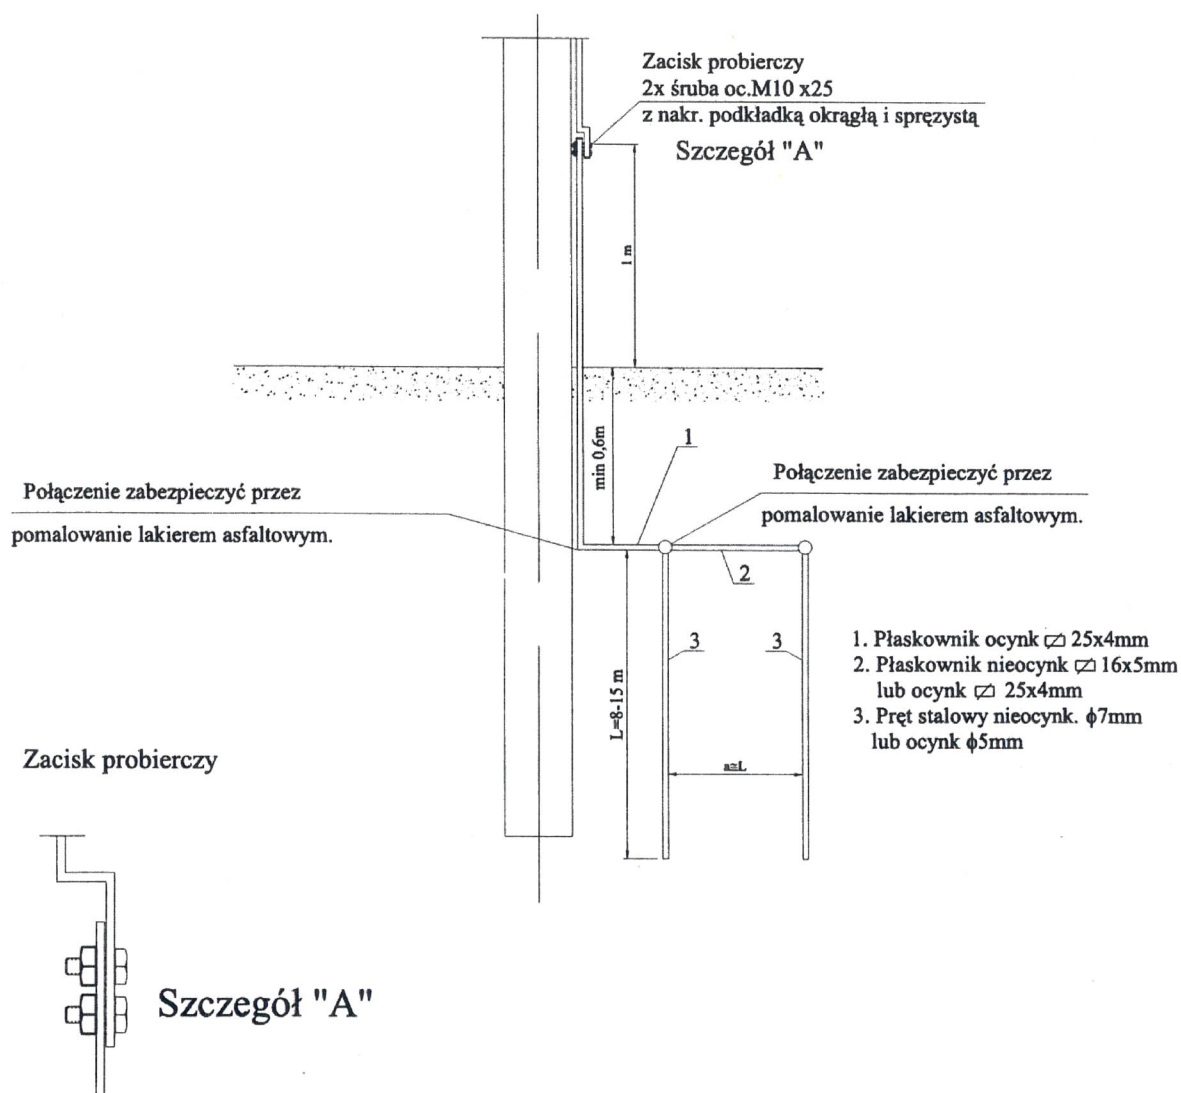 Zacisk probierczy
2x śruba oc.M10 x25
z nakr. podkładką okrągłą i spręzystą
Szczegół "A"
1 m
min 0,6m
1
Połączenie zabezpieczyć przez
pomalowanie lakierem asfaltowym.
Połączenie zabezpieczyć przez
pomalowanie lakierem asfaltowym.
2
3
3
L=8-15 m
a≃L
1. Płaskownik ocynk ▱ 25x4mm
2. Płaskownik nieocynk ▱ 16x5mm
lub ocynk ▱ 25x4mm
3. Pręt stalowy nieocynk. ϕ7mm
lub ocynk ϕ5mm
Zacisk probierczy
Szczegół "A"